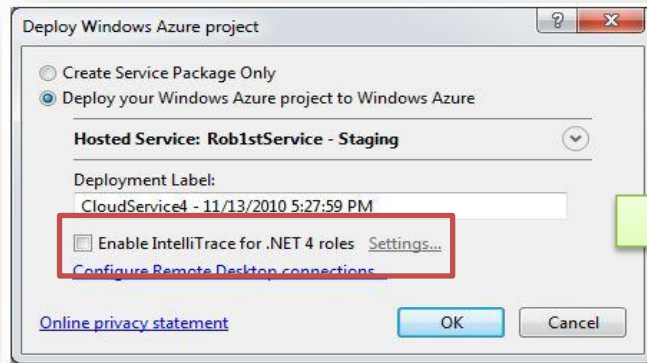 Deploy Windows Azure project
Create Service Package Only
Deploy your Windows Azure project to Windows Azure
Hosted Service: Rob1stService - Staging
Deployment Label:
CloudService4 - 11/13/2010 5:27:59 PM
Enable IntelliTrace for .NET 4 roles Settings...
Configure Remote Desktop connections...
Online privacy statement
OK Cancel